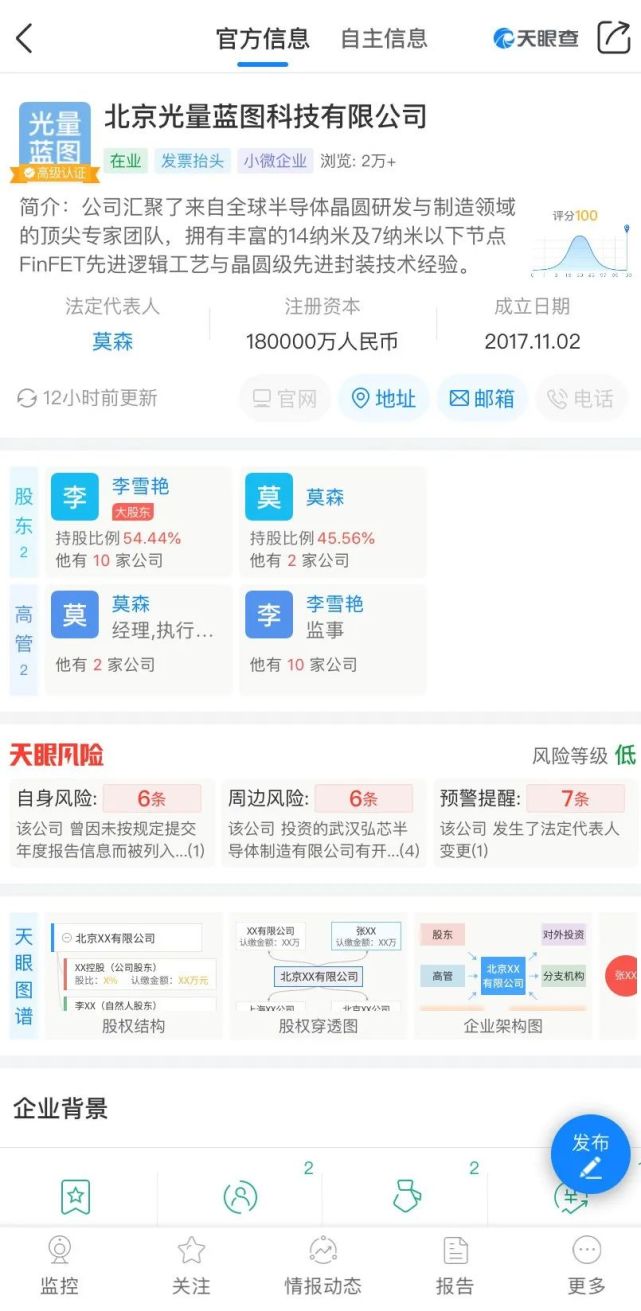 官方信息 自主信息 天眼查
光量
蓝图
高级认证
北京光量蓝图科技有限公司
在业 发票抬头 小微企业 浏览: 2万+
简介：公司汇聚了来自全球半导体晶圆研发与制造领域
的顶尖专家团队，拥有丰富的14纳米及7纳米以下节点
FinFET先进逻辑工艺与晶圆级先进封装技术经验。
评分100
法定代表人 注册资本 成立日期
莫森 180000万人民币 2017.11.02
12小时前更新 官网 地址 邮箱 电话
股东
2
李 李雪艳
大股东
持股比例54.44%
他有 10 家公司
莫 莫森
持股比例45.56%
他有 2 家公司
高管
2
莫 莫森
经理,执行...
他有 2 家公司
李 李雪艳
监事
他有 10 家公司
天眼风险 风险等级 低
自身风险: 6条
该公司 曾因未按规定提交
年度报告信息而被列入...(1)
周边风险: 6条
该公司 投资的武汉弘芯半
导体制造有限公司有开...(4)
预警提醒: 7条
该公司 发生了法定代表人
变更(1)
天眼图谱
北京XX有限公司
XX控股（公司股东）
股比：X% 认缴金额：XX万元
李XX（自然人股东）
股权结构
XX有限公司
认缴金额：XX万
张XX
认缴金额：XX万
北京XX有限公司
上海XX公司 北京XX公司
股权穿透图
股东 对外投资
高管 北京XX
有限公司 分支机构
企业架构图
张XX
企业背景
2 2
发布
监控 关注 情报动态 报告 更多